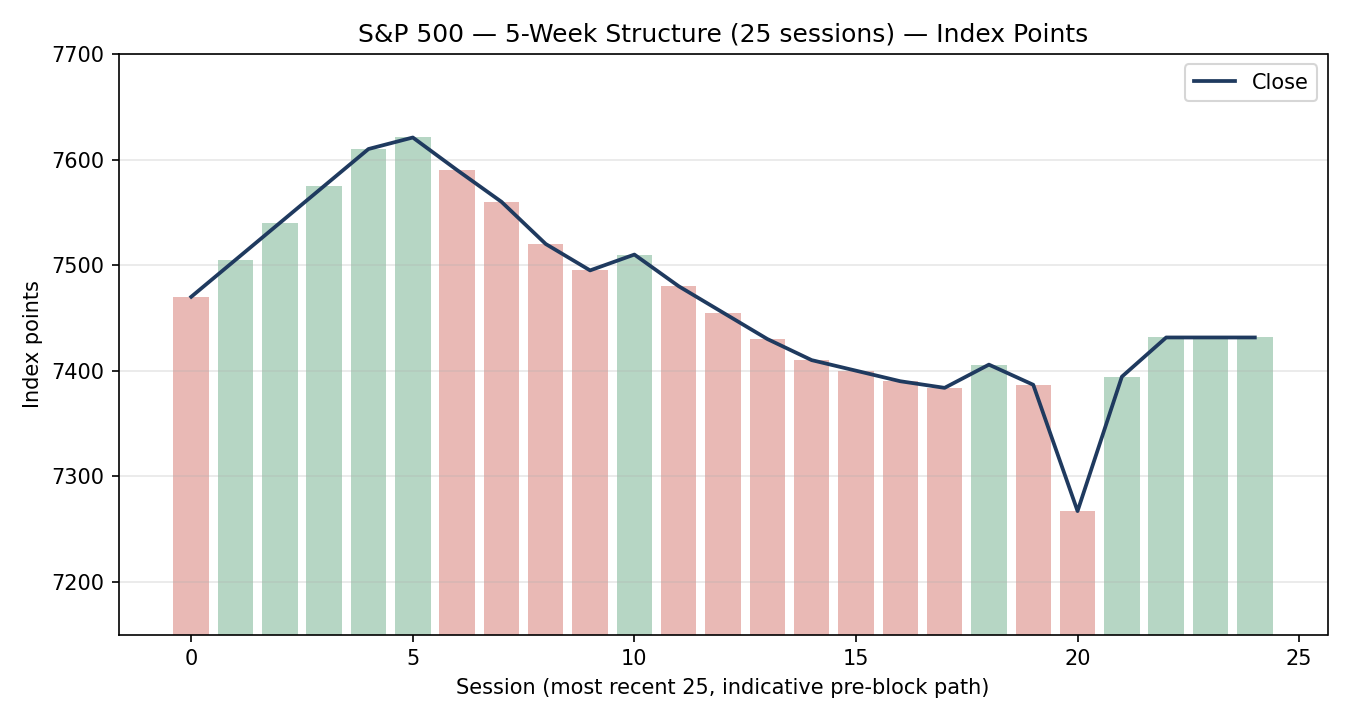 S&P 500 — 5-Week Structure (25 sessions) — Index Points
Close
Index points
7700
7600
7500
7400
7300
7200
0 5 10 15 20 25
Session (most recent 25, indicative pre-block path)